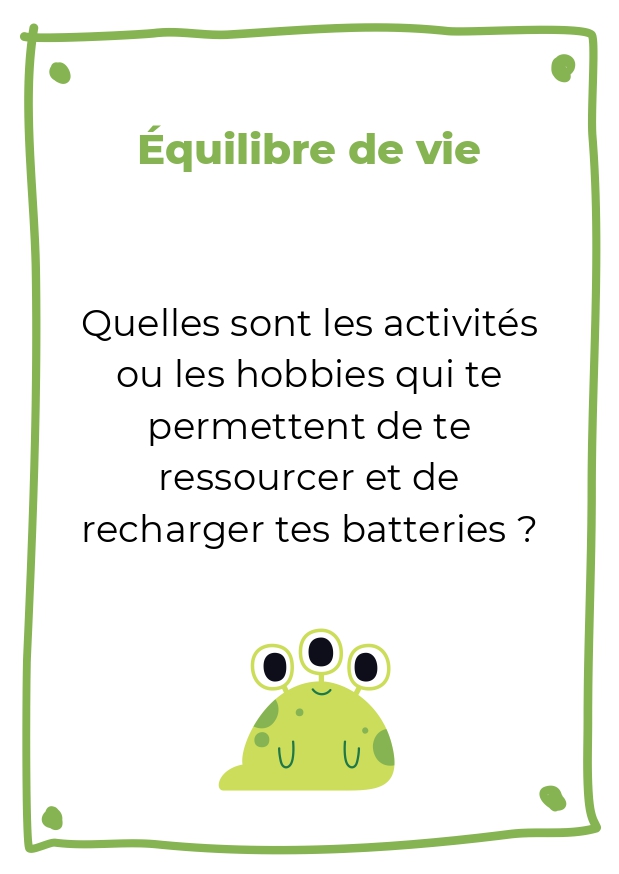 Équilibre de vie
Quelles sont les activités
ou les hobbies qui te
permettent de te
ressourcer et de
recharger tes batteries ?